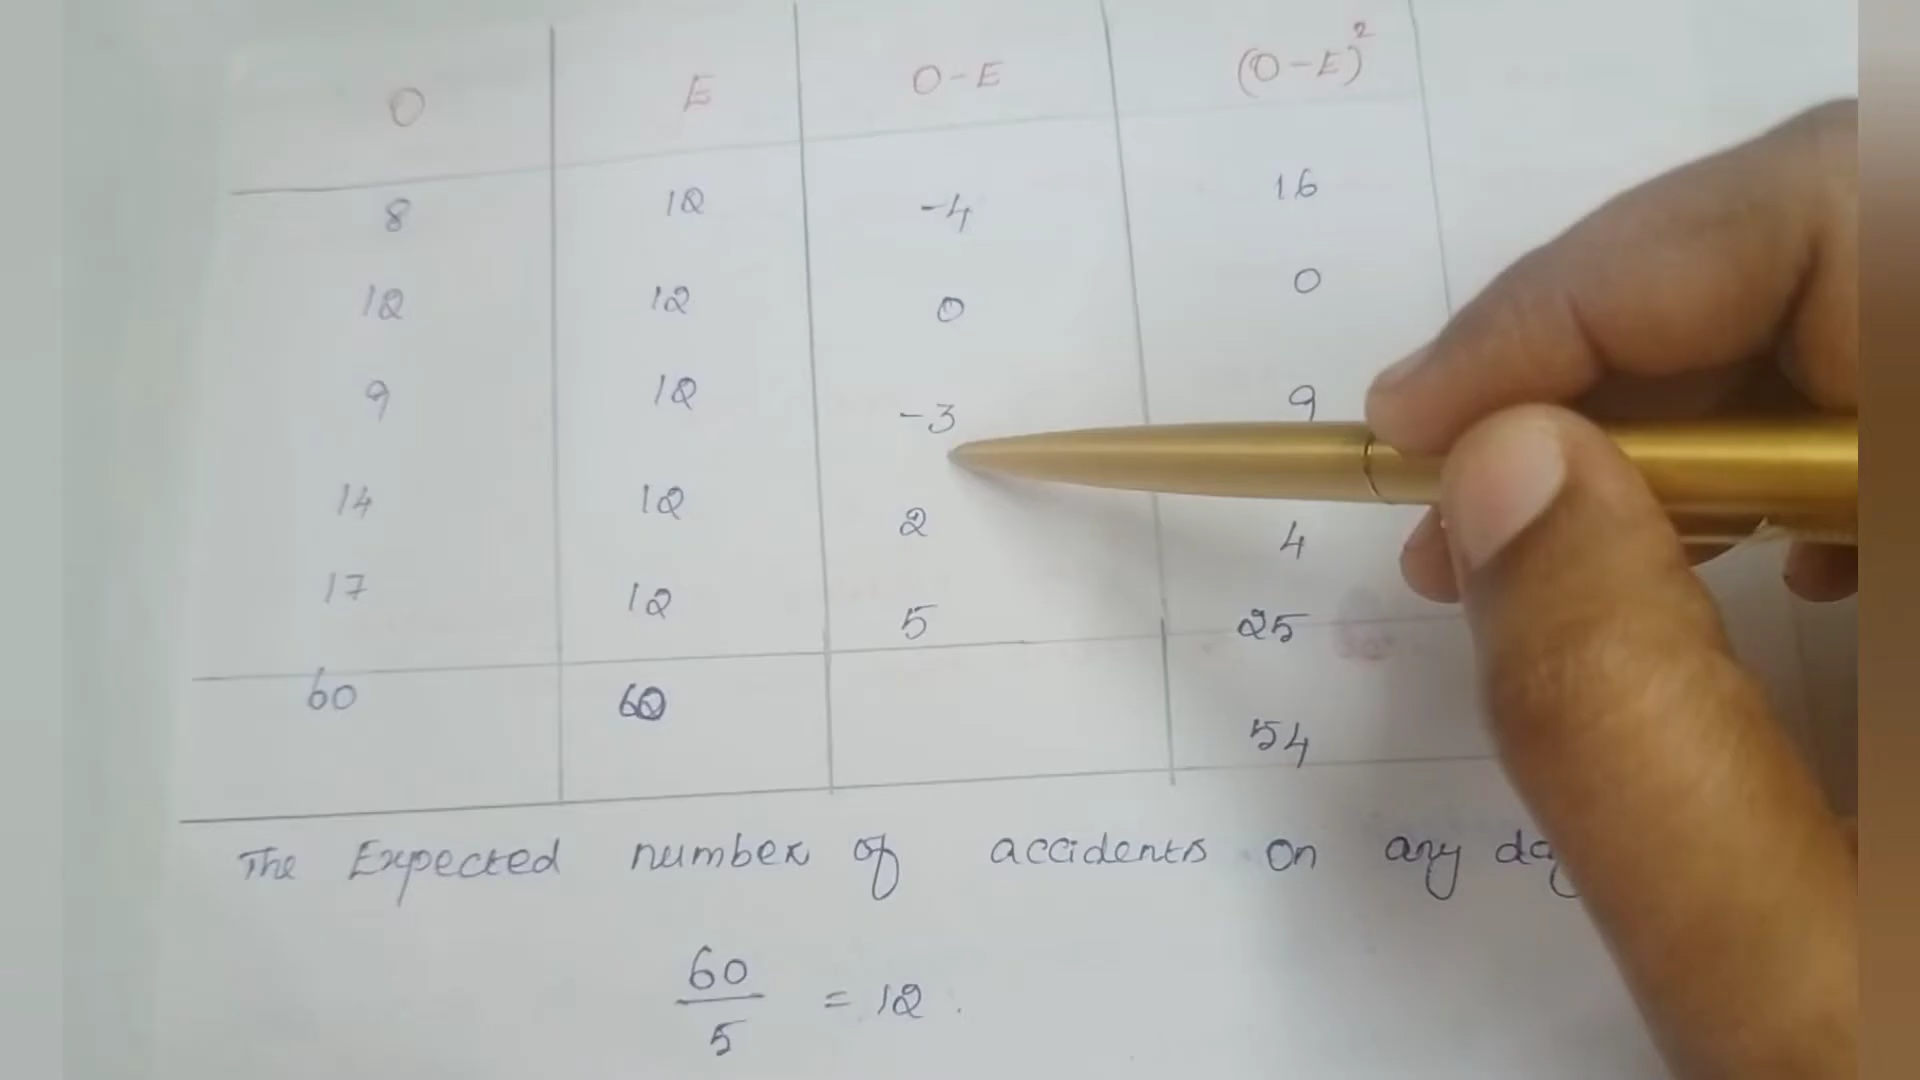 O E O-E (O-E)²
8 12 -4 16
12 12 0 0
9 12 -3 9
14 12 2 4
17 12 5 25
60 60 54
The Expected number of accidents on any
60
5
= 12.